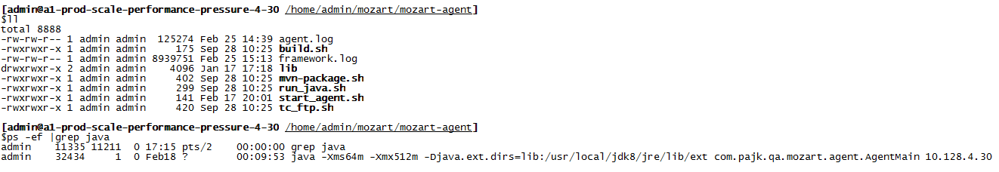 [admin@a1-prod-scale-performance-pressure-4-30 /home/admin/mozart/mozart-agent]
$ll
total 8888
-rw-rw-r-- 1 admin admin  125274 Feb 25 14:39 agent.log
-rwxrwxr-x 1 admin admin     175 Sep 28 10:25 build.sh
-rw-rw-r-- 1 admin admin 8939751 Feb 25 15:13 framework.log
drwxrwxr-x 2 admin admin    4096 Jan 17 17:18 lib
-rwxrwxr-x 1 admin admin     402 Sep 28 10:25 mvn-package.sh
-rwxrwxr-x 1 admin admin     299 Sep 28 10:25 run_java.sh
-rwxrwxr-x 1 admin admin     141 Feb 17 20:01 start_agent.sh
-rwxrwxr-x 1 admin admin     420 Sep 28 10:25 tc_ftp.sh
[admin@a1-prod-scale-performance-pressure-4-30 /home/admin/mozart/mozart-agent]
$ps -ef |grep java
admin    11335 11211  0 17:15 pts/2    00:00:00 grep java
admin    32434     1  0 Feb18 ?        00:09:53 java -Xms64m -Xmx512m -Djava.ext.dirs=lib:/usr/local/jdk8/jre/lib/ext com.pajk.qa.mozart.agent.AgentMain 10.128.4.30